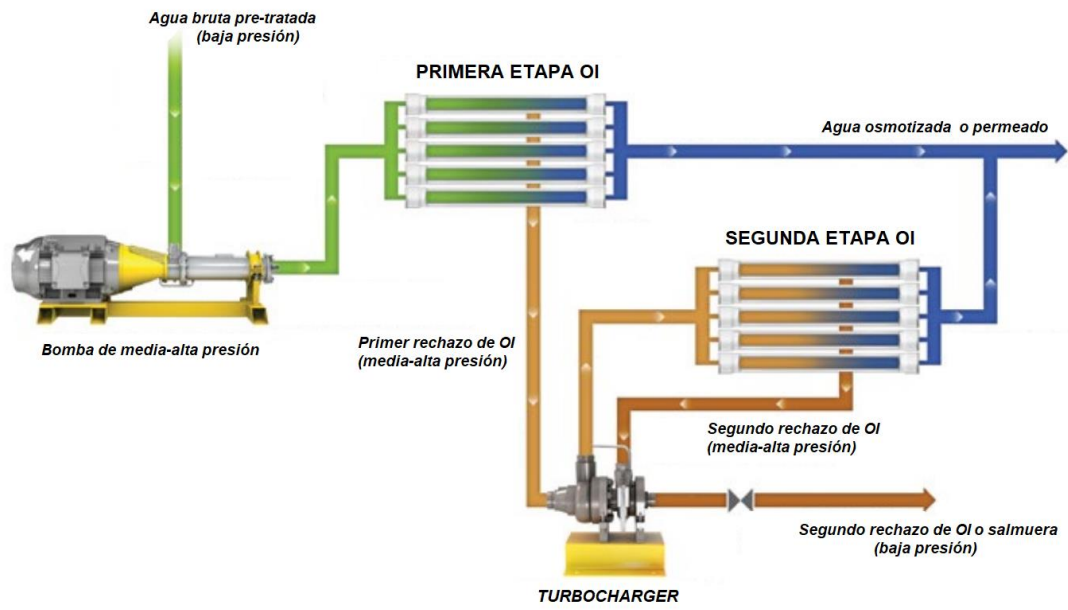 Agua bruta pre-tratada
(baja presión)
PRIMERA ETAPA OI
Agua osmotizada o permeado
SEGUNDA ETAPA OI
Bomba de media-alta presión
Primer rechazo de OI
(media-alta presión)
Segundo rechazo de OI
(media-alta presión)
Segundo rechazo de OI o salmuera
(baja presión)
TURBOCHARGER